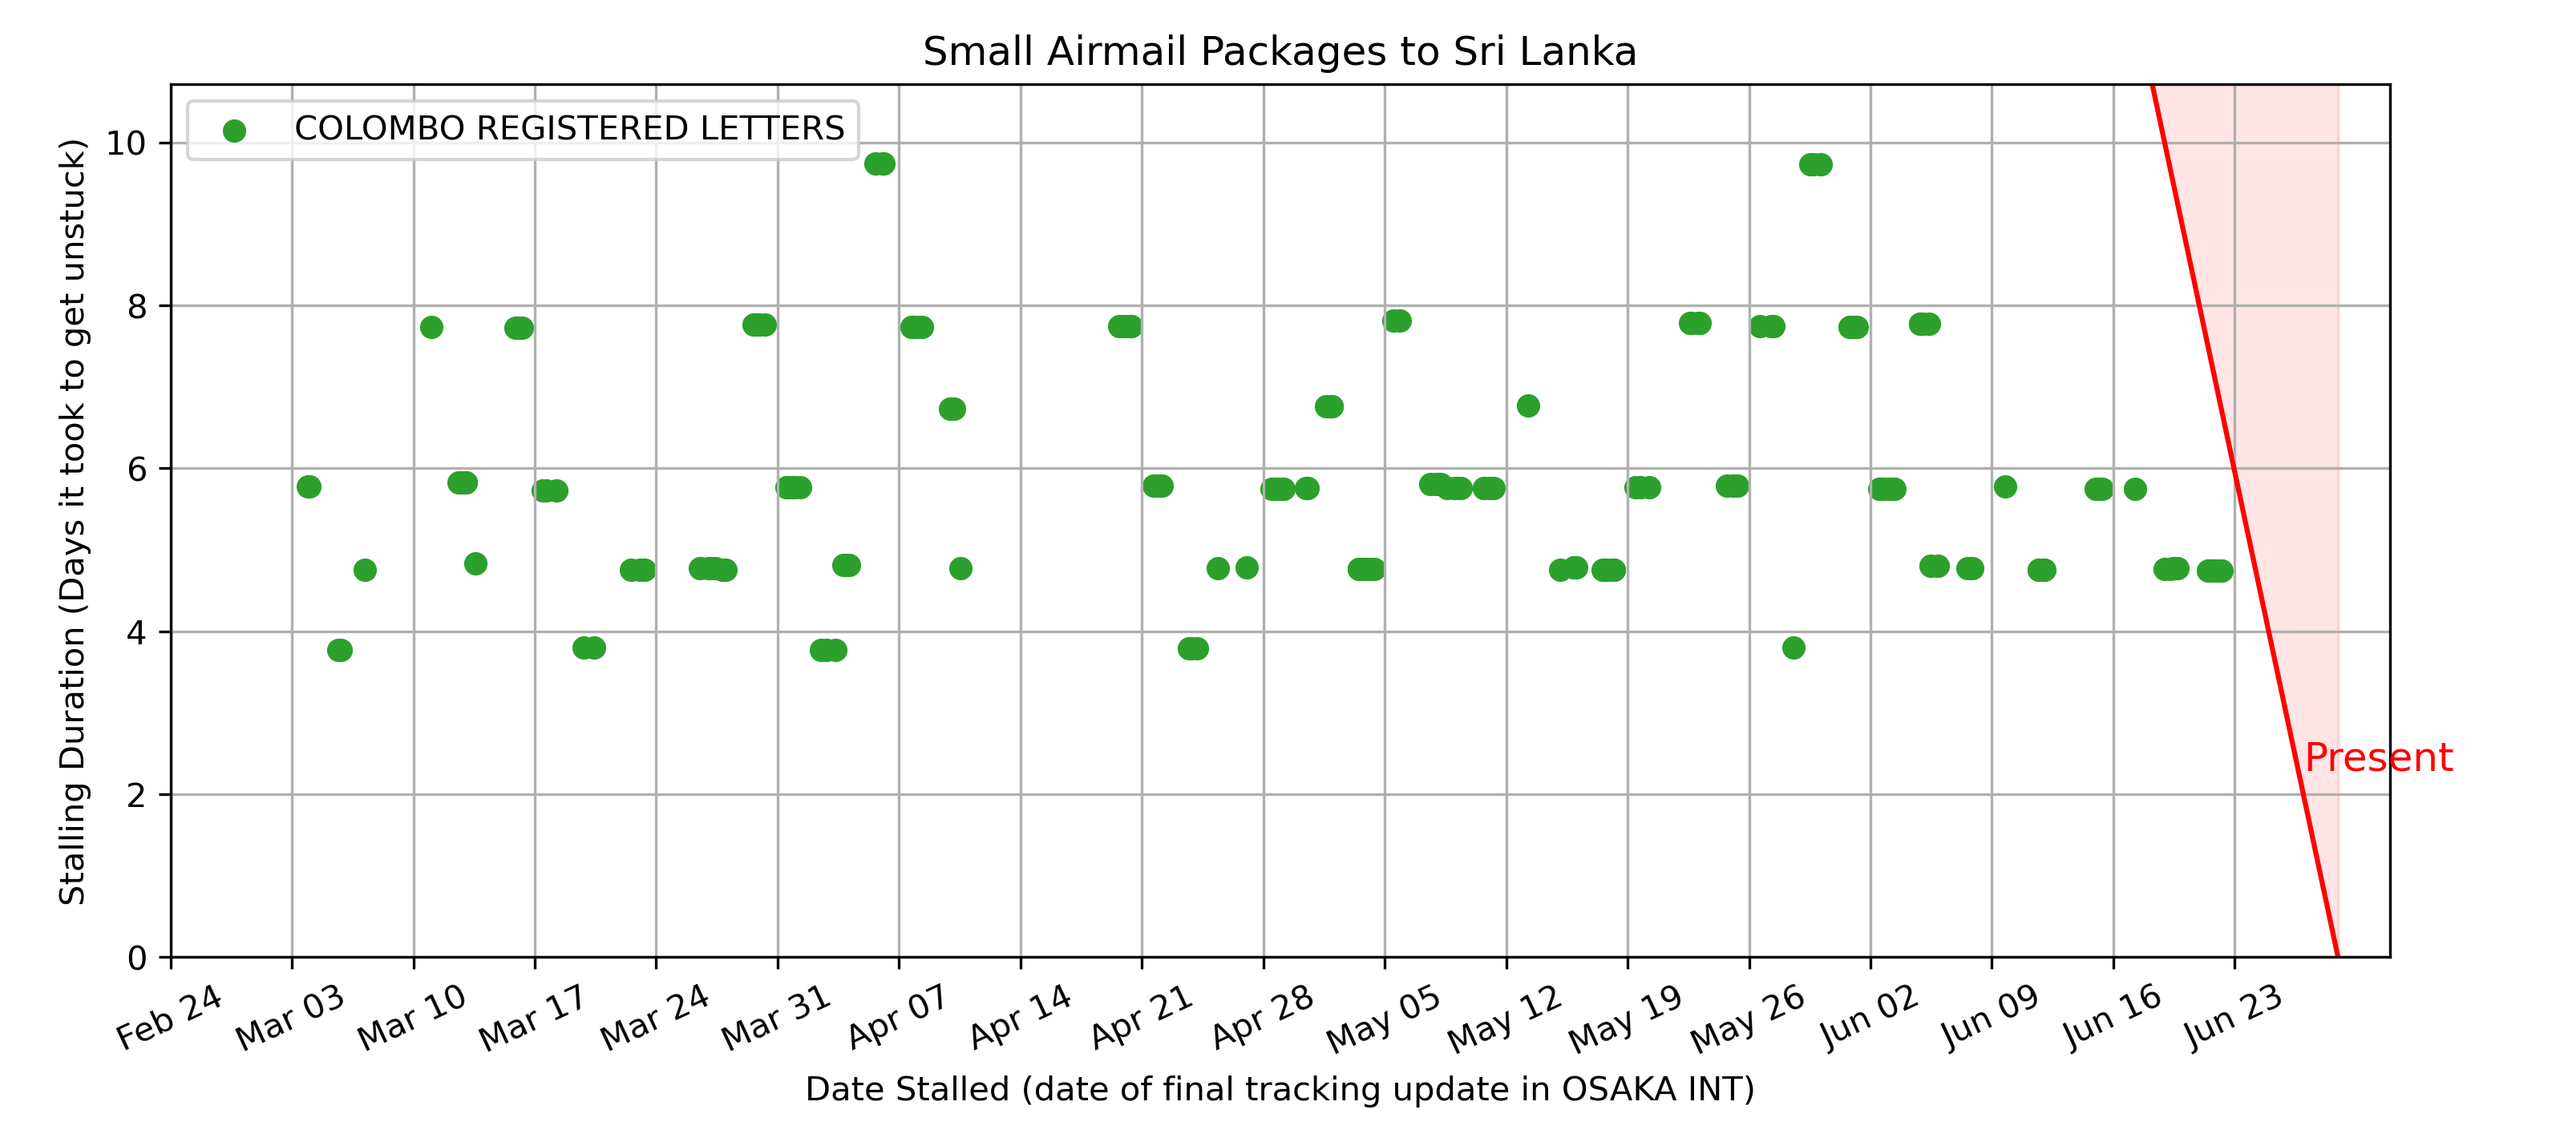 Small Airmail Packages to Sri Lanka
COLOMBO REGISTERED LETTERS
Stalling Duration (Days it took to get unstuck)
10
8
6
4
2
0
Present
Feb 24 Mar 03 Mar 10 Mar 17 Mar 24 Mar 31 Apr 07 Apr 14 Apr 21 Apr 28 May 05 May 12 May 19 May 26 Jun 02 Jun 09 Jun 16 Jun 23
Date Stalled (date of final tracking update in OSAKA INT)